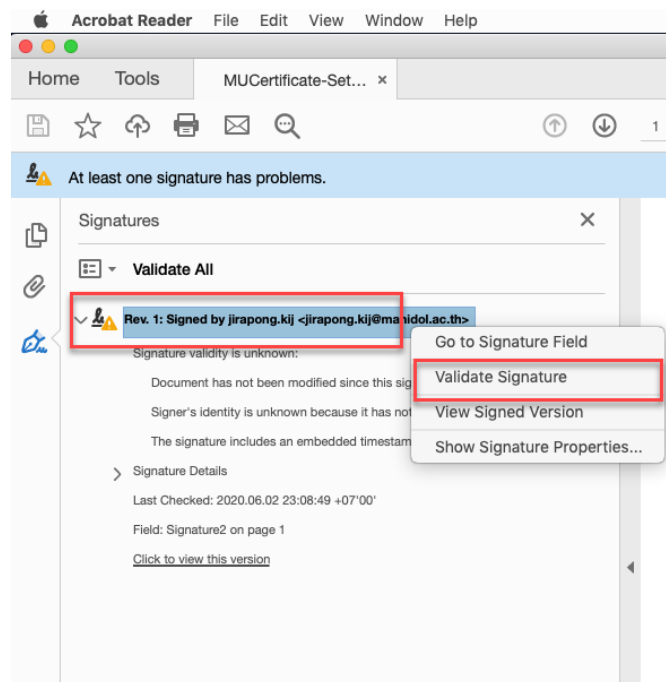 Acrobat Reader File Edit View Window Help
Home Tools MUCertificate-Set... ×
1
At least one signature has problems.
Signatures
Validate All
Rev. 1: Signed by jirapong.kij <jirapong.kij@mahidol.ac.th>
Go to Signature Field
Signature validity is unknown:
Document has not been modified since this sig
Validate Signature
Signer's identity is unknown because it has not
View Signed Version
The signature includes an embedded timestam
Show Signature Properties...
Signature Details
Last Checked: 2020.06.02 23:08:49 +07'00'
Field: Signature2 on page 1
Click to view this version